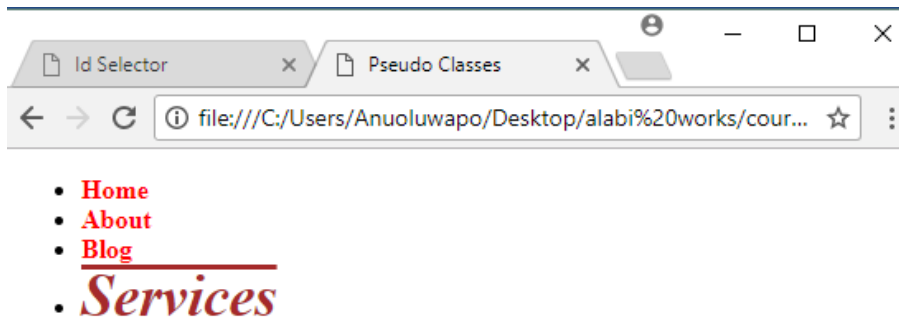 Id Selector
Pseudo Classes
file:///C:/Users/Anuoluwapo/Desktop/alabi%20works/cour...
Home
About
Blog
Services